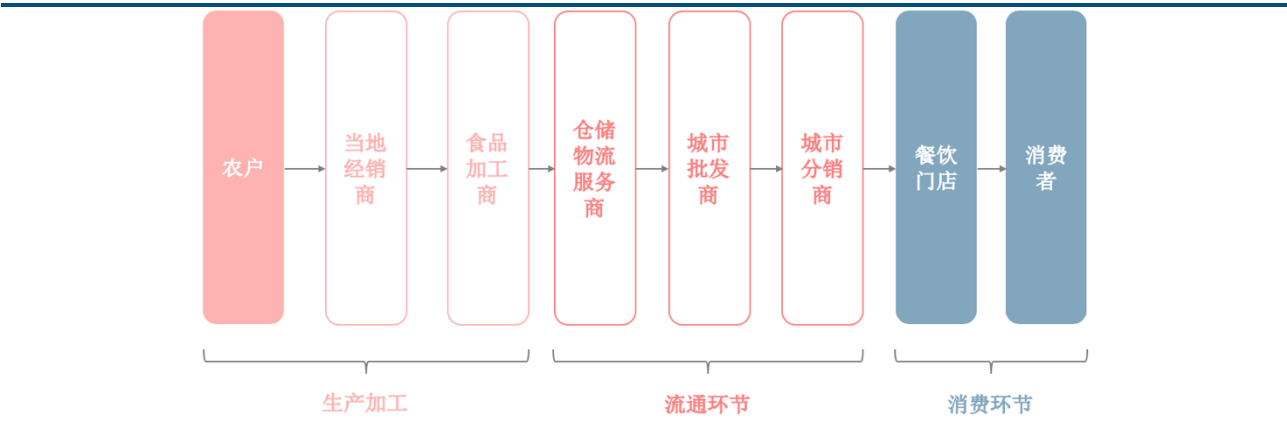 农户
当地
经销
商
食品
加工
商
仓储
物流
服务
商
城市
批发
商
城市
分销
商
餐饮
门店
消费
者
生产加工
流通环节
消费环节